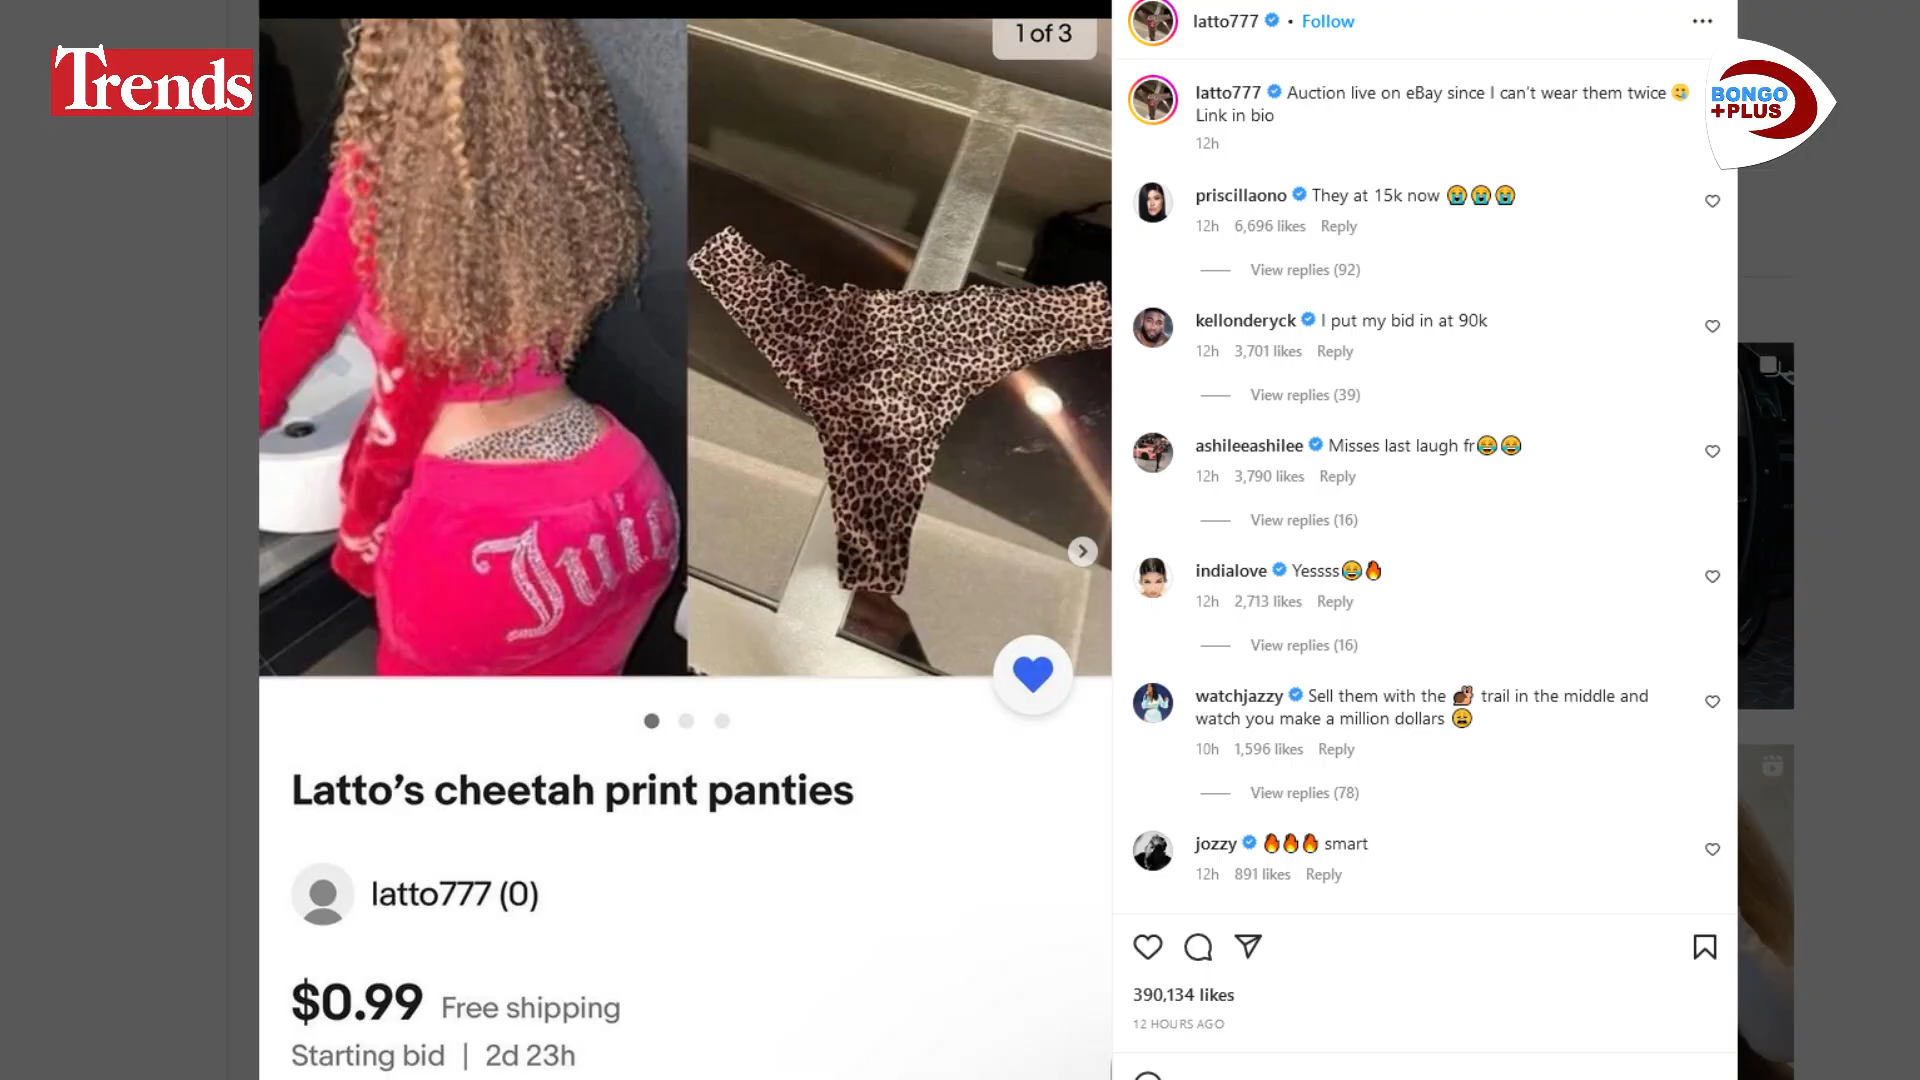 Trends
BONGO
+PLUS
1 of 3
Juic
Latto’s cheetah print panties
latto777 (0)
$0.99 Free shipping
Starting bid | 2d 23h
latto777 • Follow
latto777 Auction live on eBay since I can’t wear them twice 🥲
Link in bio
12h
priscillaono They at 15k now 😭😭😭
12h 6,696 likes Reply
View replies (92)
kellonderyck I put my bid in at 90k
12h 3,701 likes Reply
View replies (39)
ashileeashilee Misses last laugh fr😂😂
12h 3,790 likes Reply
View replies (16)
indialove Yessss😂🔥
12h 2,713 likes Reply
View replies (16)
watchjazzy Sell them with the 🐿️ trail in the middle and
watch you make a million dollars 😩
10h 1,596 likes Reply
View replies (78)
jozzy 🔥🔥🔥 smart
12h 891 likes Reply
390,134 likes
12 HOURS AGO